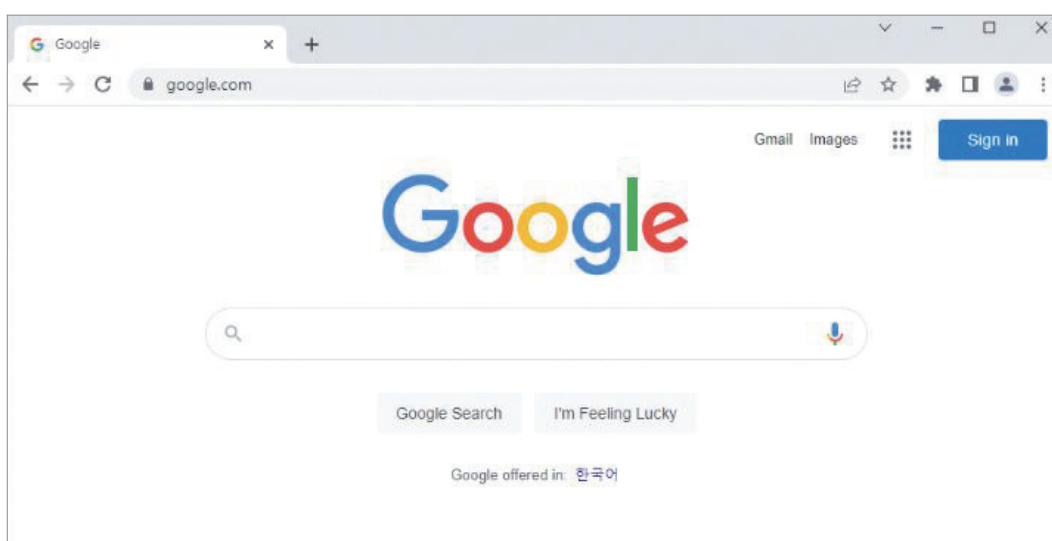 Google
google.com
Gmail Images Sign in
Google
Google Search I'm Feeling Lucky
Google offered in: 한국어